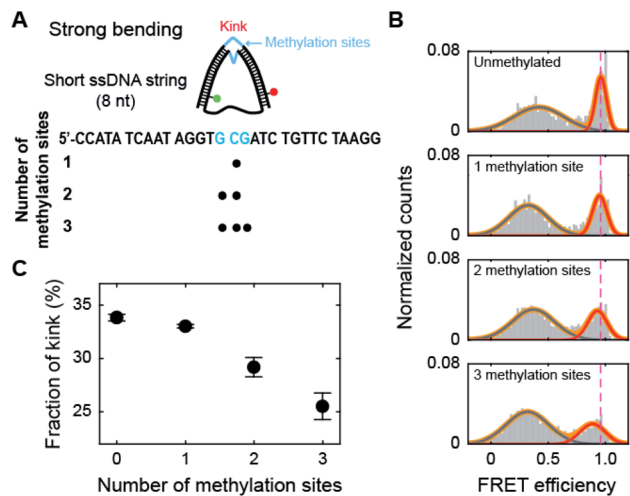 A
Strong bending
Kink
Methylation sites
Short ssDNA string
(8 nt)
5'-CCATA TCAAT AGGTG CGATC TGTTC TAAGG
Number of
methylation sites
1
2
3
B
0.08
Unmethylated
0
0.08
1 methylation site
0
0.08
2 methylation sites
0
0.08
3 methylation sites
0
0 0.5 1.0
FRET efficiency
Normalized counts
C
35
30
25
Fraction of kink (%)
0 1 2 3
Number of methylation sites